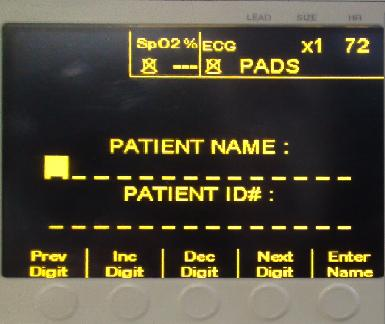 LEAD SIZE HR
SpO2% ECG x1 72
--- PADS
PATIENT NAME :
PATIENT ID# :
Prev Digit
Inc Digit
Dec Digit
Next Digit
Enter Name